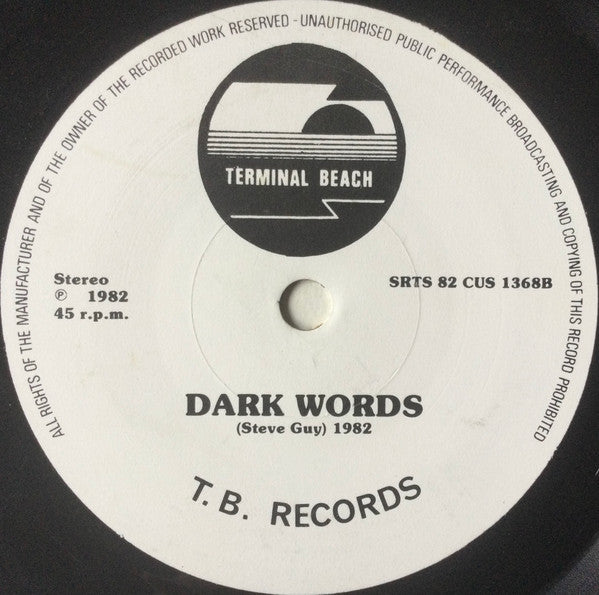 ALL RIGHTS OF THE MANUFACTURER AND OF THE OWNER OF THE RECORDED WORK RESERVED - UNAUTHORISED PUBLIC PERFORMANCE BROADCASTING AND COPYING OF THIS RECORD PROHIBITED
TERMINAL BEACH
Stereo
℗ 1982
45 r.p.m.
SRTS 82 CUS 1368B
DARK WORDS
(Steve Guy) 1982
T.B. RECORDS